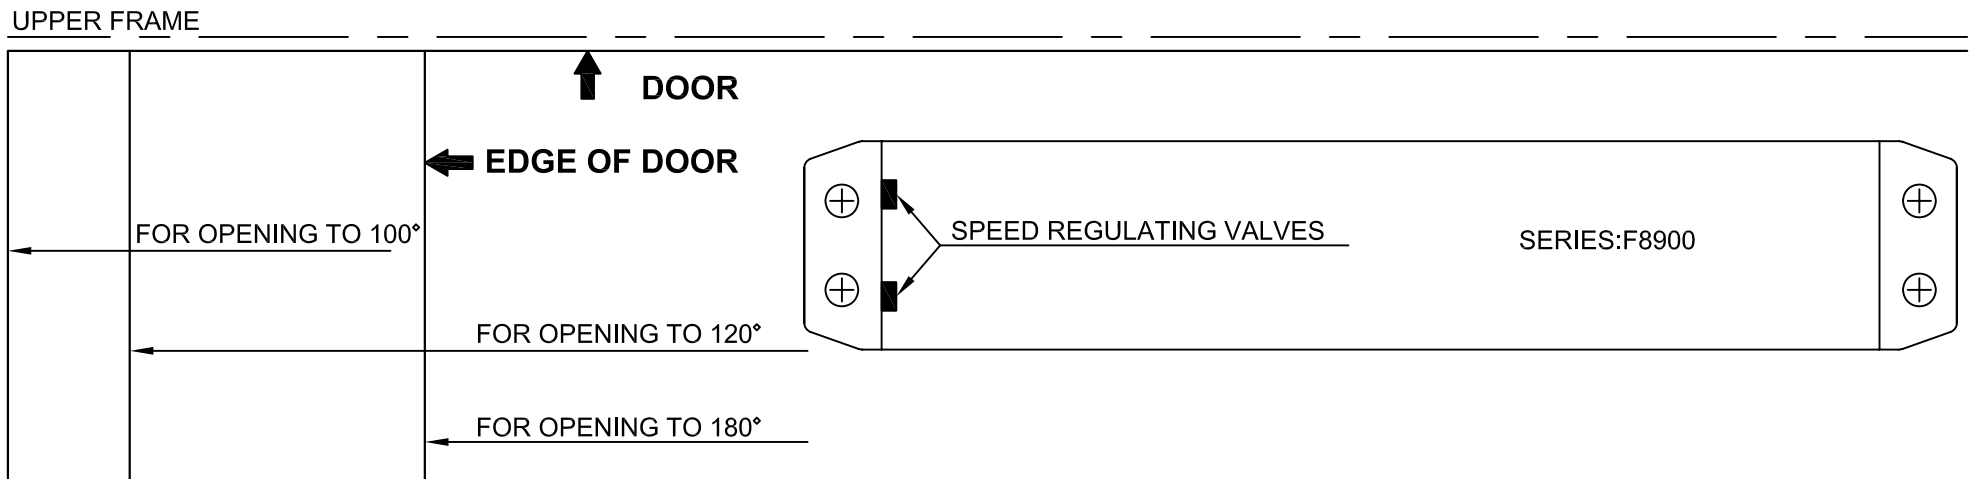 UPPER FRAME
DOOR
EDGE OF DOOR
FOR OPENING TO 100°
SPEED REGULATING VALVES
SERIES:F8900
FOR OPENING TO 120°
FOR OPENING TO 180°